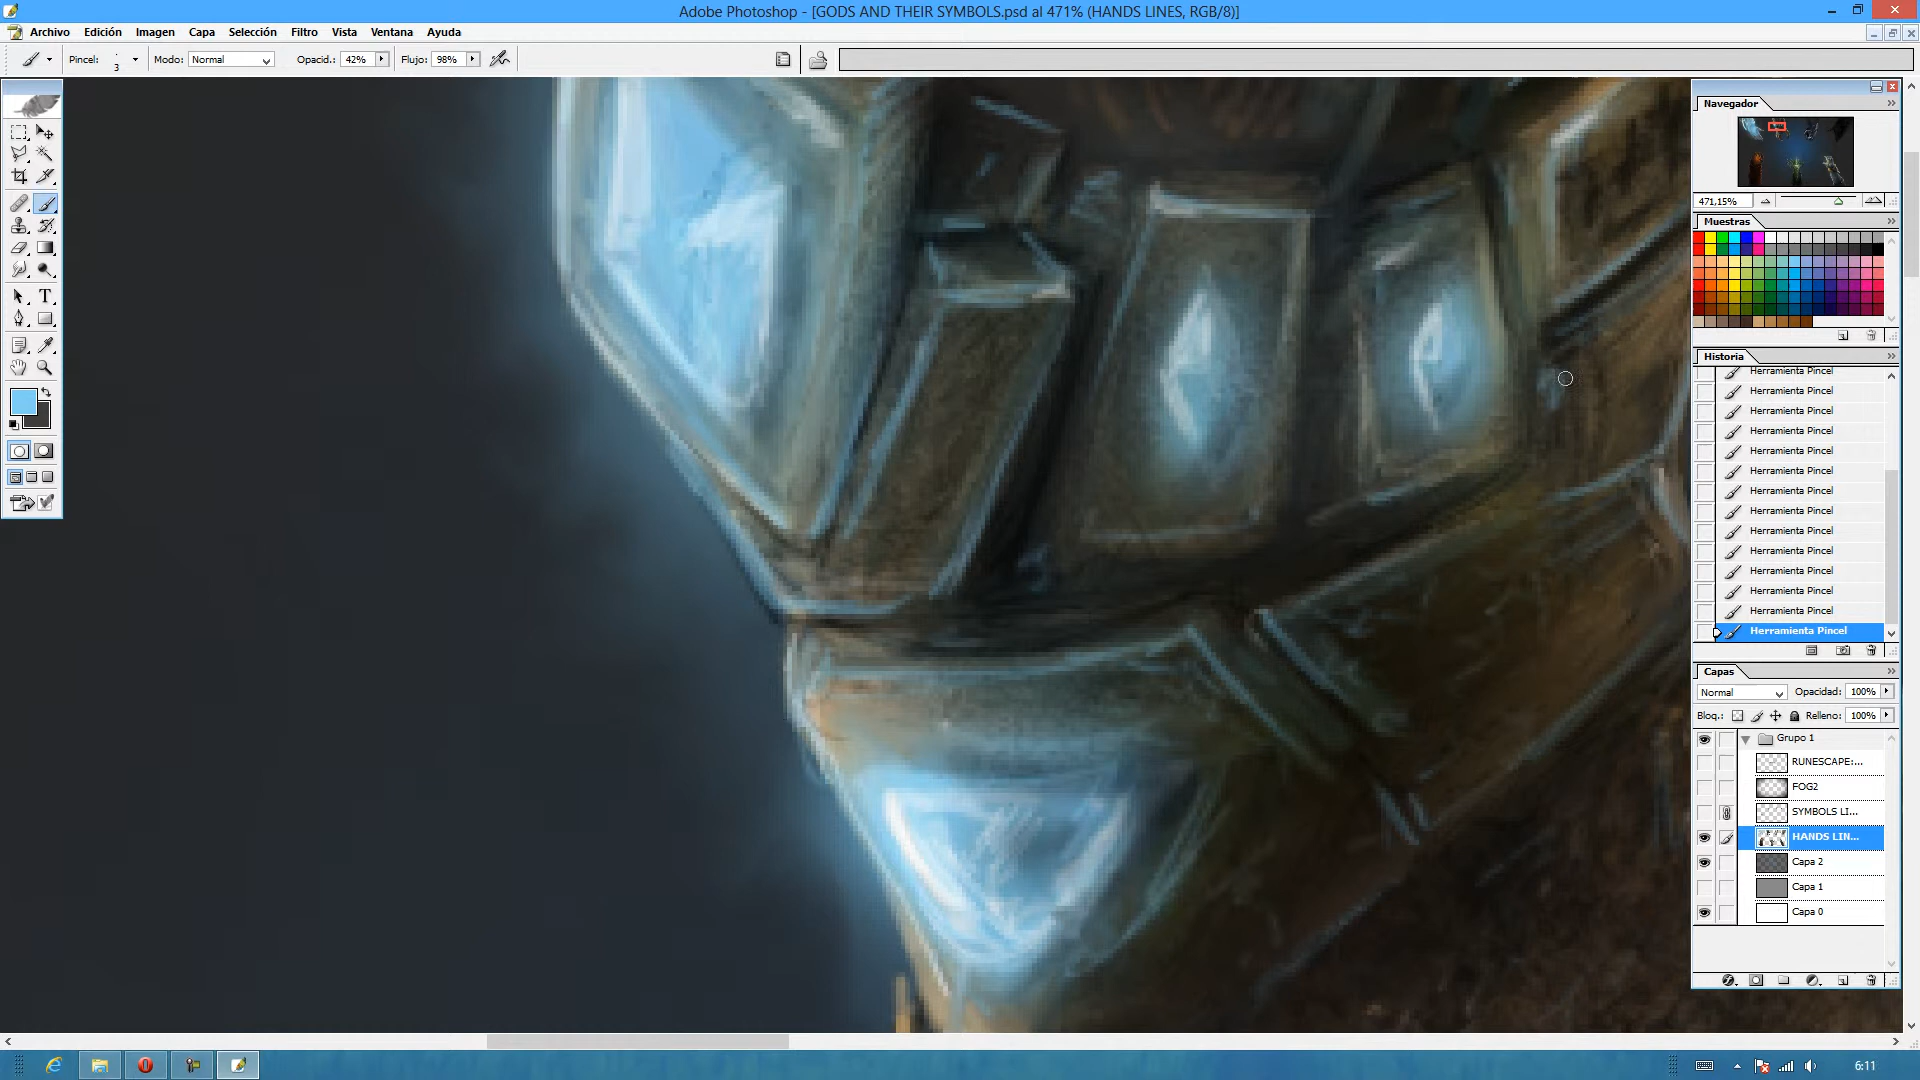 Adobe Photoshop - [GODS AND THEIR SYMBOLS.psd al 471% (HANDS LINES, RGB/8)]
Archivo Edición Imagen Capa Selección Filtro Vista Ventana Ayuda
Pincel: 3 Modo: Normal Opacid.: 42% Flujo: 98%
Navegador
471,15%
Muestras
Historia
Herramienta Pincel
Herramienta Pincel
Herramienta Pincel
Herramienta Pincel
Herramienta Pincel
Herramienta Pincel
Herramienta Pincel
Herramienta Pincel
Herramienta Pincel
Herramienta Pincel
Herramienta Pincel
Herramienta Pincel
Herramienta Pincel
Herramienta Pincel
Capas
Normal Opacidad: 100%
Bloq.: Relleno: 100%
Grupo 1
RUNESCAPE:...
FOG2
SYMBOLS LI...
HANDS LIN...
Capa 2
Capa 1
Capa 0
6:11